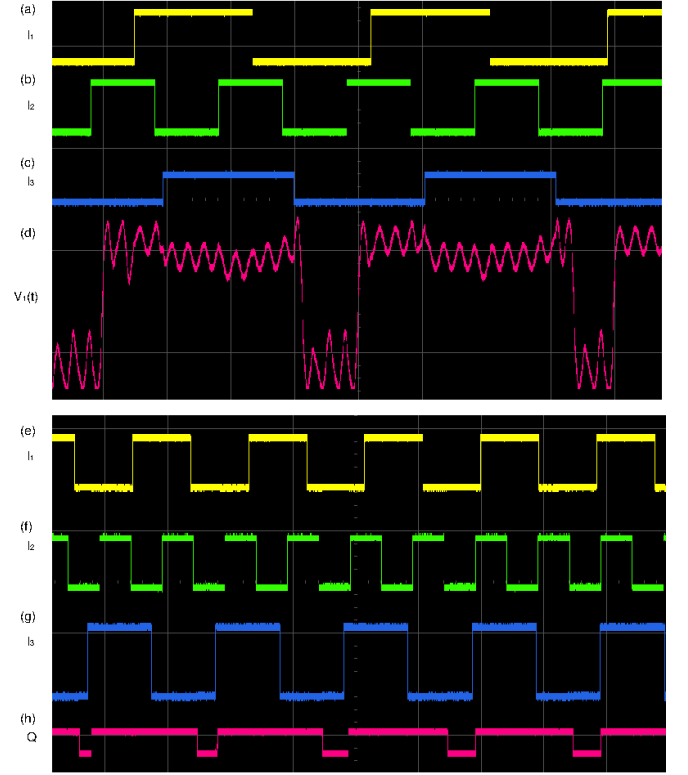 (a)
I₁
(b)
I₂
(c)
I₃
(d)
V₁(t)
(e)
I₁
(f)
I₂
(g)
I₃
(h)
Q